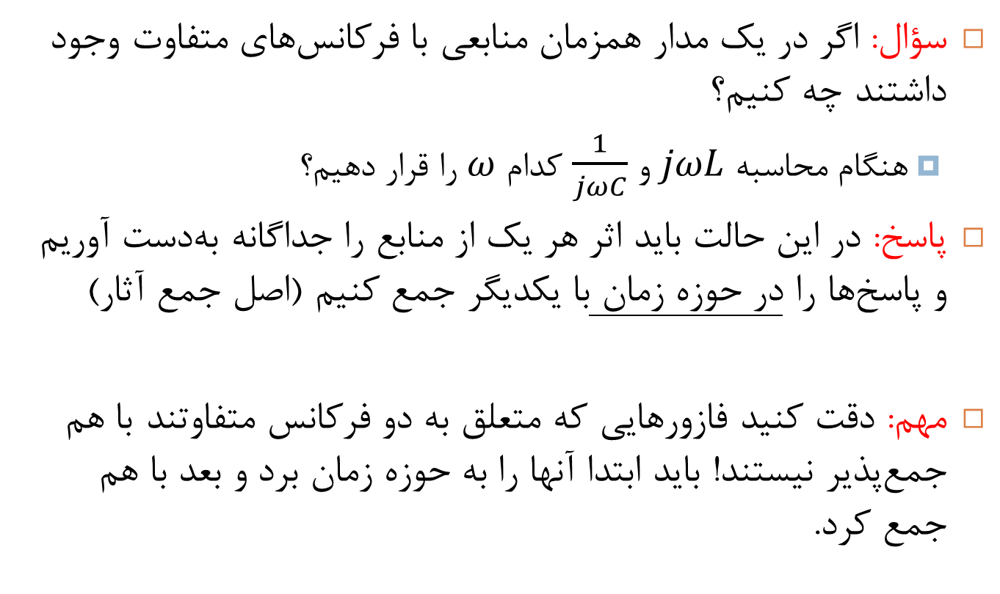 سؤال: اگر در یک مدار همزمان منابعی با فرکانس‌های متفاوت وجود
داشتند چه کنیم؟
هنگام محاسبه jωL و 1/jωC کدام ω را قرار دهیم؟
پاسخ: در این حالت باید اثر هر یک از منابع را جداگانه به‌دست آوریم
و پاسخ‌ها را در حوزه زمان با یکدیگر جمع کنیم (اصل جمع آثار)
مهم: دقت کنید فازورهایی که متعلق به دو فرکانس متفاوتند با هم
جمع‌پذیر نیستند! باید ابتدا آنها را به حوزه زمان برد و بعد با هم
جمع کرد.